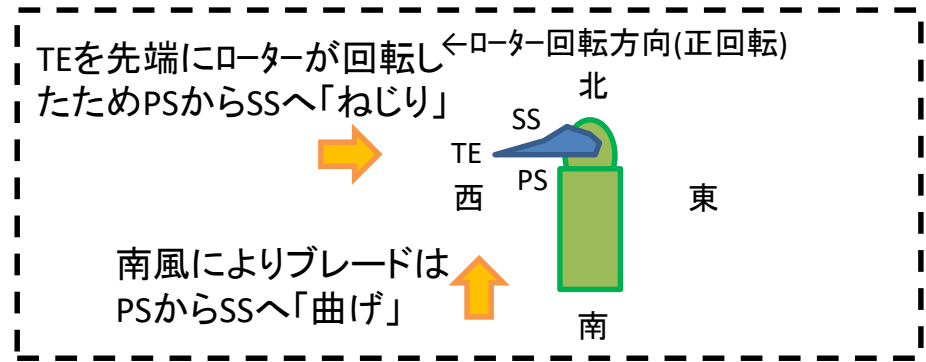 TEを先端にﾛｰﾀｰが回転し
たためPSからSSへ「ねじり」
←ﾛｰﾀｰ回転方向(正回転)
北
SS
TE
PS
西
東
南風によりブレードは
PSからSSへ「曲げ」
南